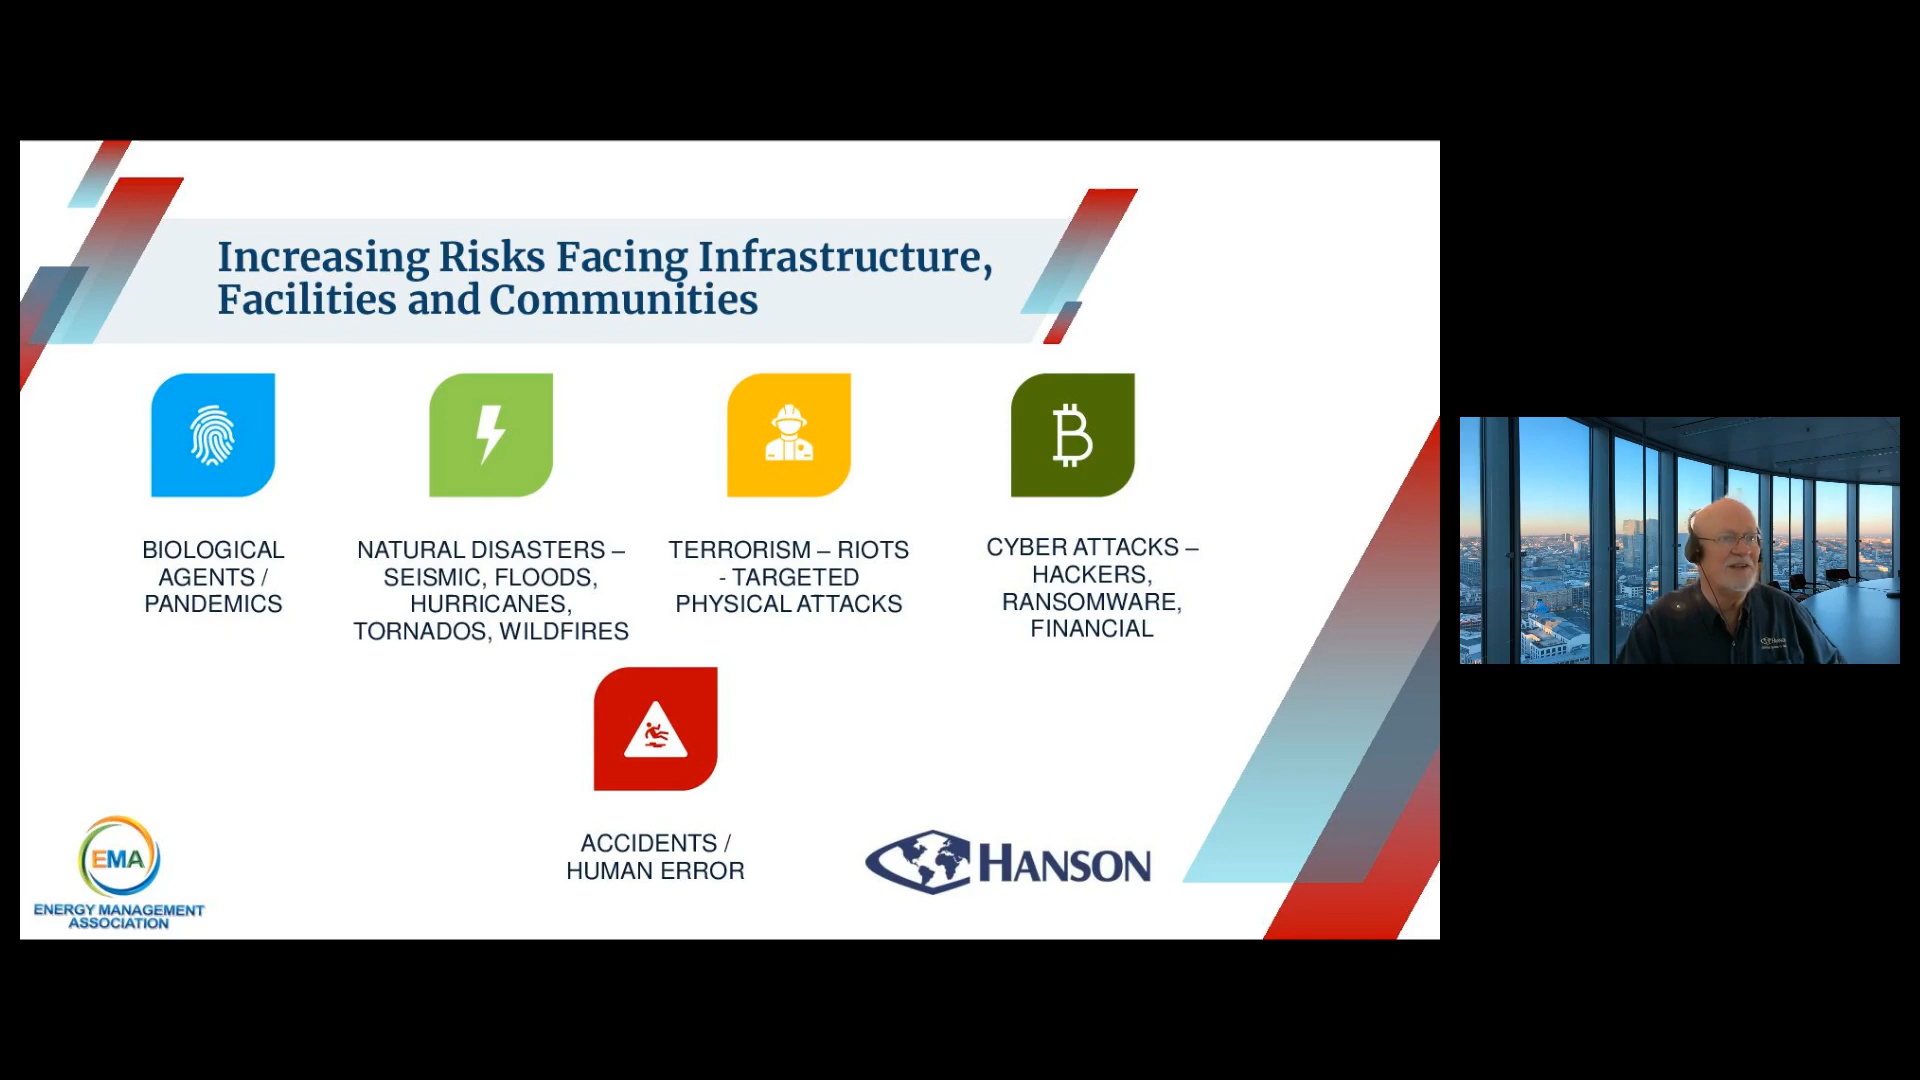 Increasing Risks Facing Infrastructure,
Facilities and Communities
BIOLOGICAL
AGENTS /
PANDEMICS
NATURAL DISASTERS –
SEISMIC, FLOODS,
HURRICANES,
TORNADOS, WILDFIRES
TERRORISM – RIOTS
- TARGETED
PHYSICAL ATTACKS
CYBER ATTACKS –
HACKERS,
RANSOMWARE,
FINANCIAL
ACCIDENTS /
HUMAN ERROR
EMA
ENERGY MANAGEMENT
ASSOCIATION
HANSON